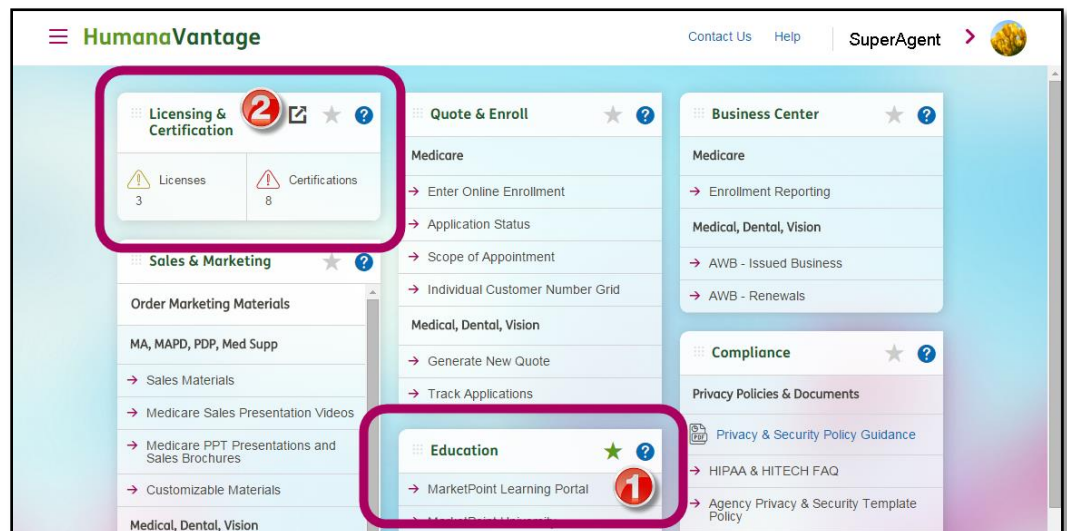 HumanaVantage
Contact Us Help SuperAgent
Licensing &
Certification
2
Licenses
3
Certifications
8
Sales & Marketing
Order Marketing Materials
MA, MAPD, PDP, Med Supp
Sales Materials
Medicare Sales Presentation Videos
Medicare PPT Presentations and
Sales Brochures
Customizable Materials
Medical, Dental, Vision
Quote & Enroll
Medicare
Enter Online Enrollment
Application Status
Scope of Appointment
Individual Customer Number Grid
Medical, Dental, Vision
Generate New Quote
Track Applications
Education
MarketPoint Learning Portal
1
MarketPoint University
Business Center
Medicare
Enrollment Reporting
Medical, Dental, Vision
AWB - Issued Business
AWB - Renewals
Compliance
Privacy Policies & Documents
PDF Privacy & Security Policy Guidance
HIPAA & HITECH FAQ
Agency Privacy & Security Template
Policy